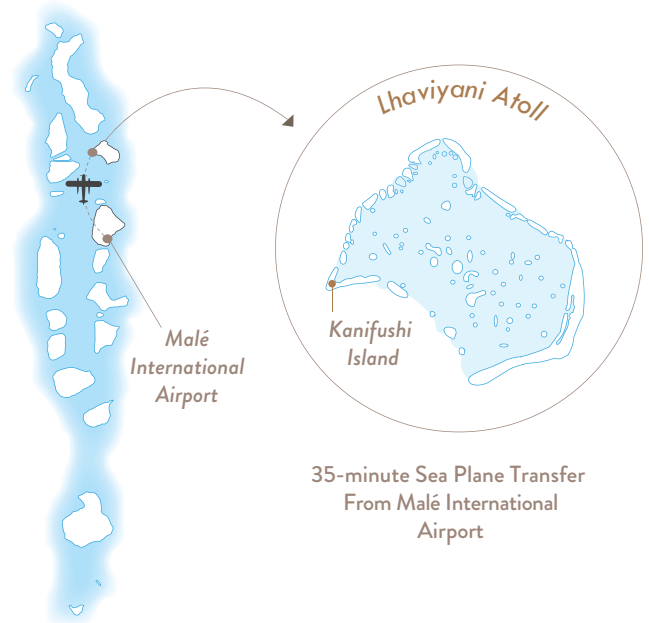 Lhaviyani Atoll
Kanifushi
Island
Malé
International
Airport
35-minute Sea Plane Transfer
From Malé International
Airport